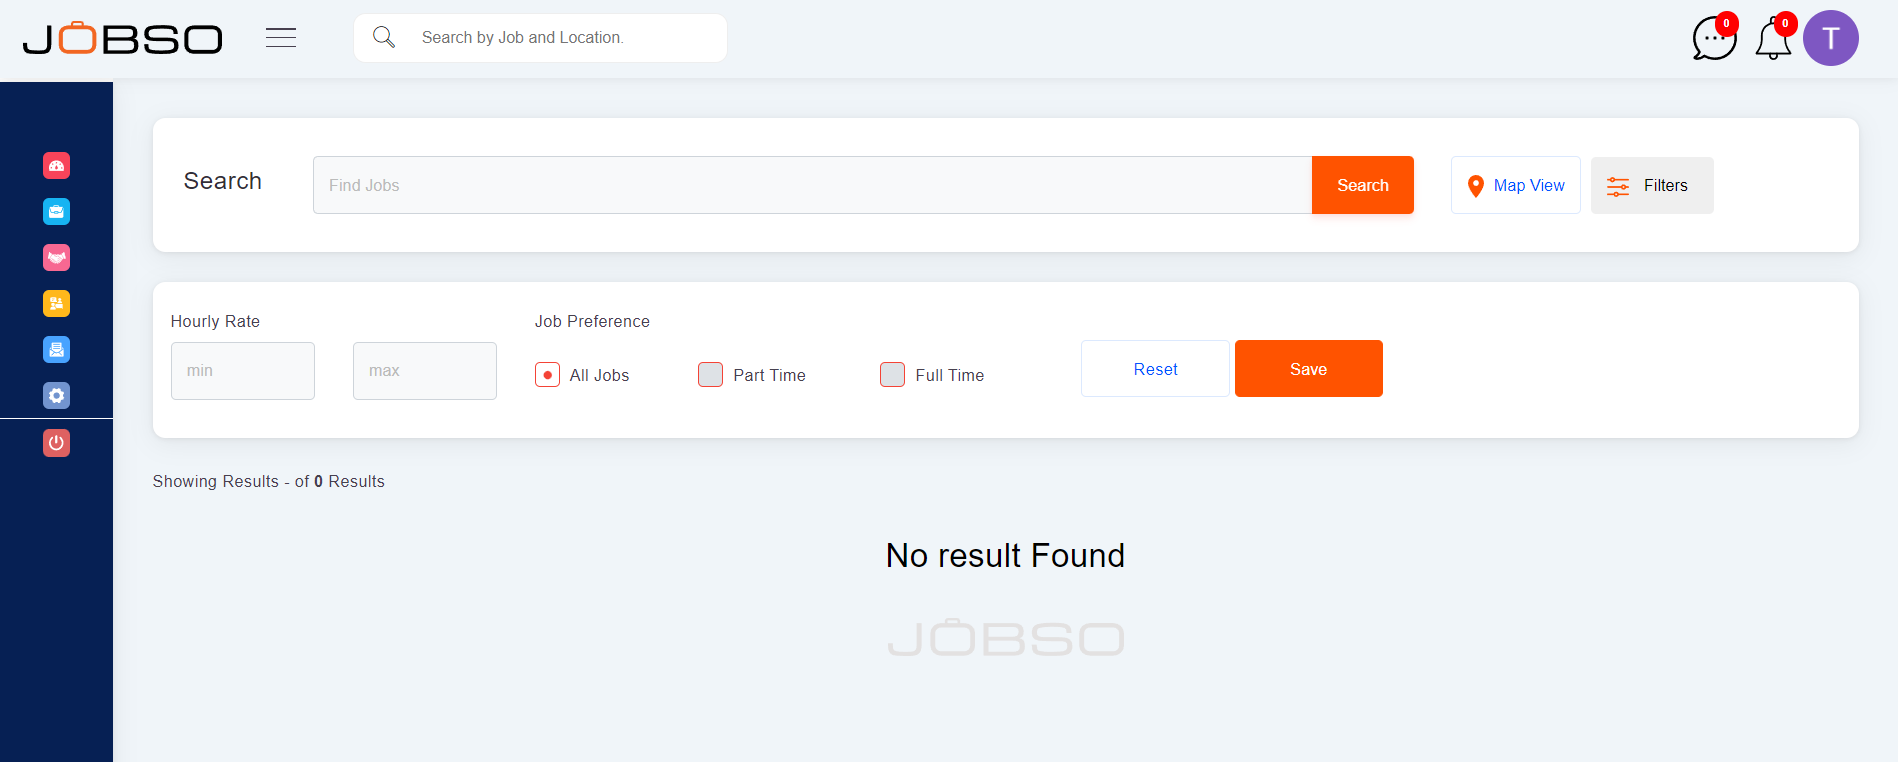 JOBSO
Search by Job and Location.
0
0
T
Search
Find Jobs
Search
Map View
Filters
Hourly Rate
Job Preference
min
max
All Jobs
Part Time
Full Time
Reset
Save
Showing Results - of 0 Results
No result Found
JOBSO